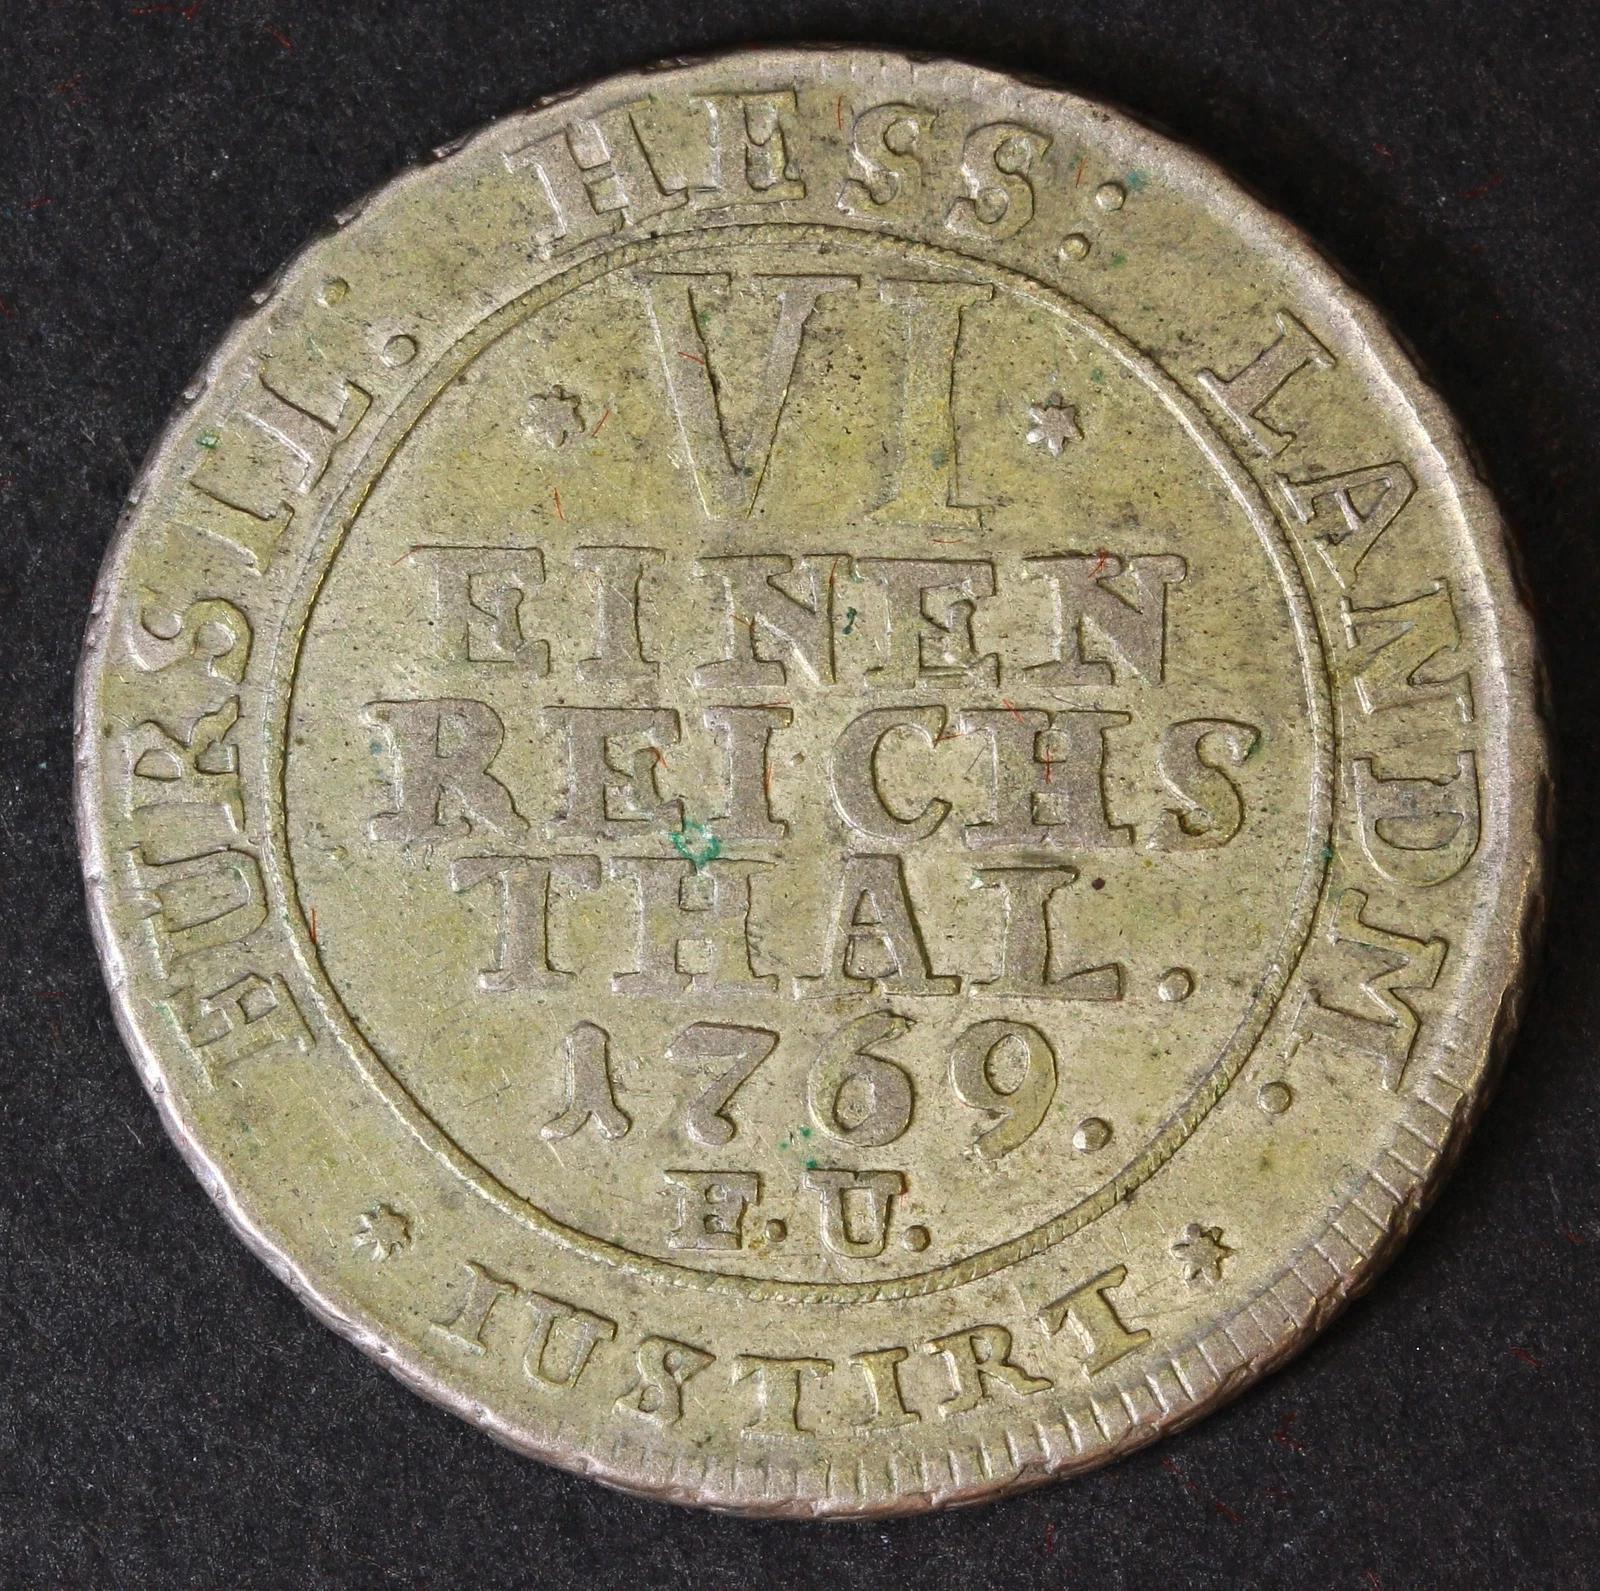 FURSTL. HESS: LANDM.
VI
EINEN
REICHS
THAL.
1769.
F.U.
IUSTIRT